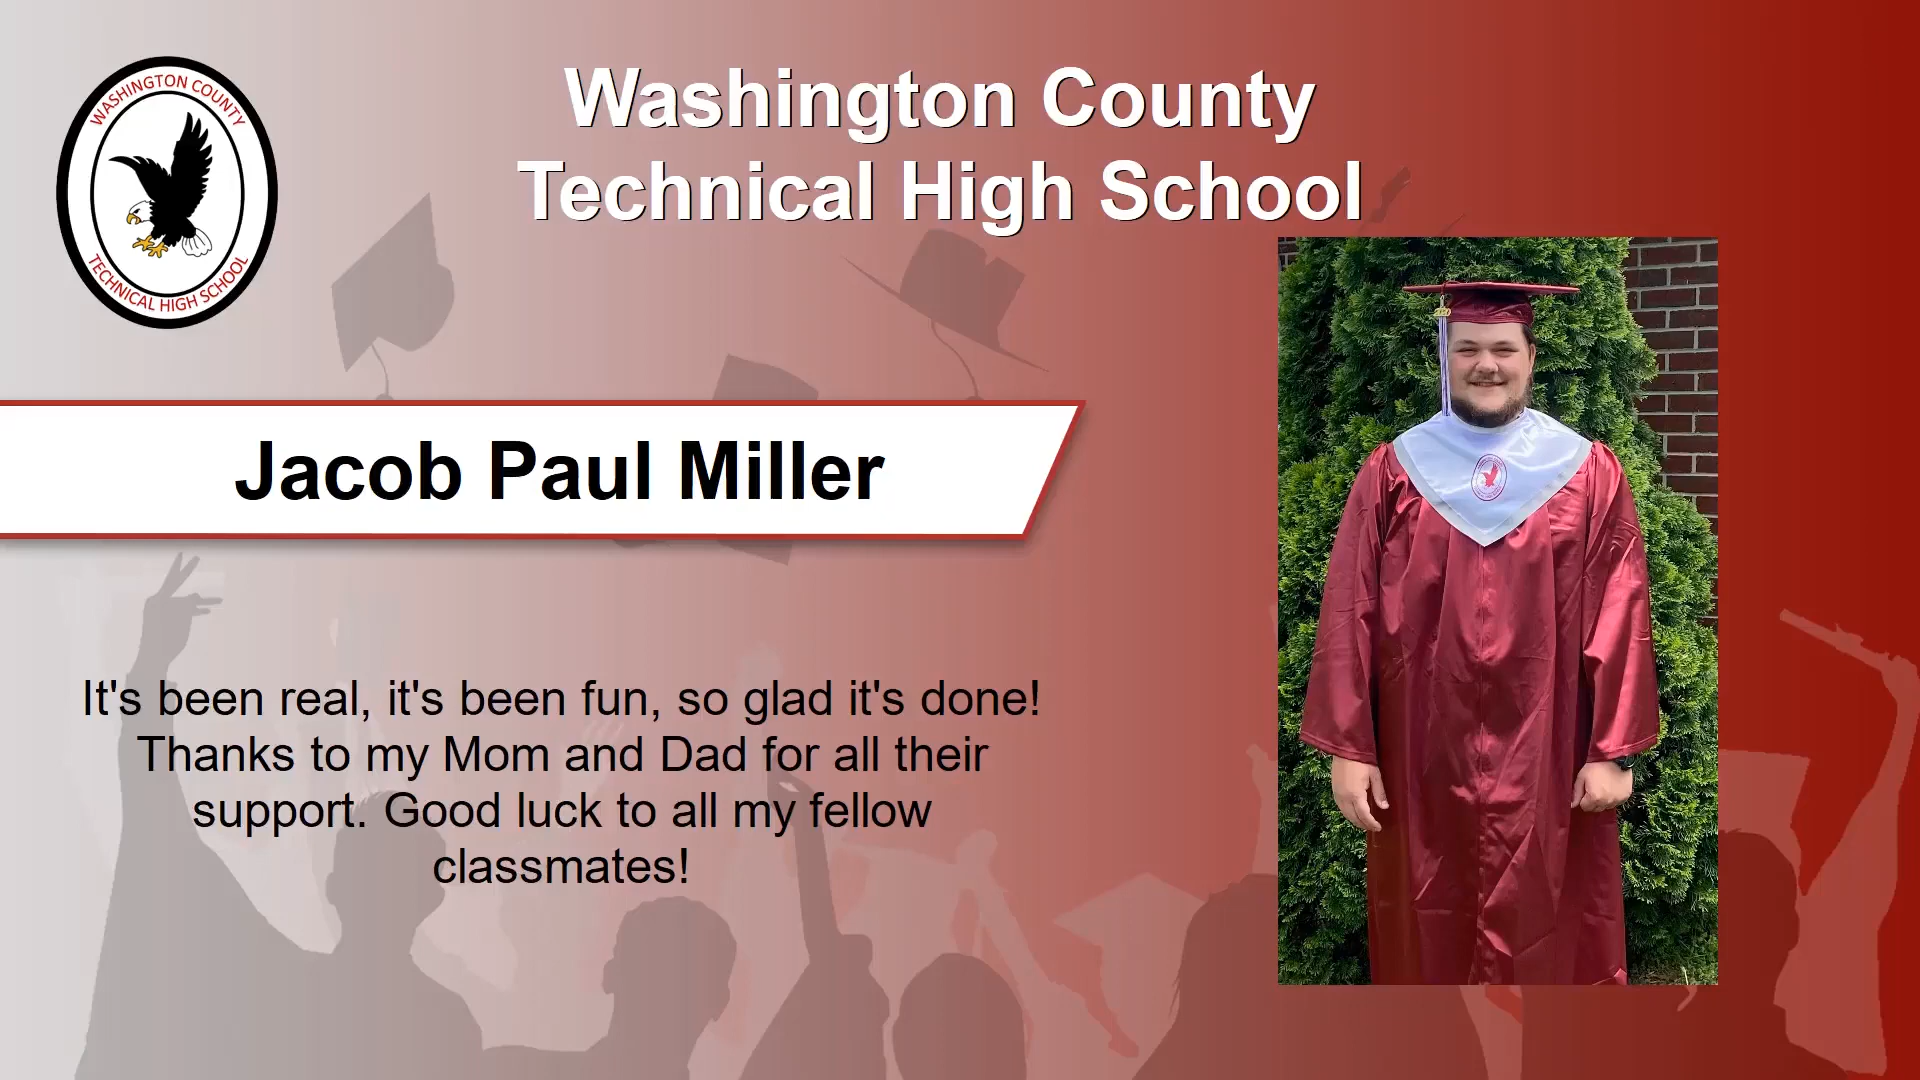 WASHINGTON COUNTY
TECHNICAL HIGH SCHOOL
Washington County
Technical High School
Jacob Paul Miller
It's been real, it's been fun, so glad it's done!
Thanks to my Mom and Dad for all their
support. Good luck to all my fellow
classmates!